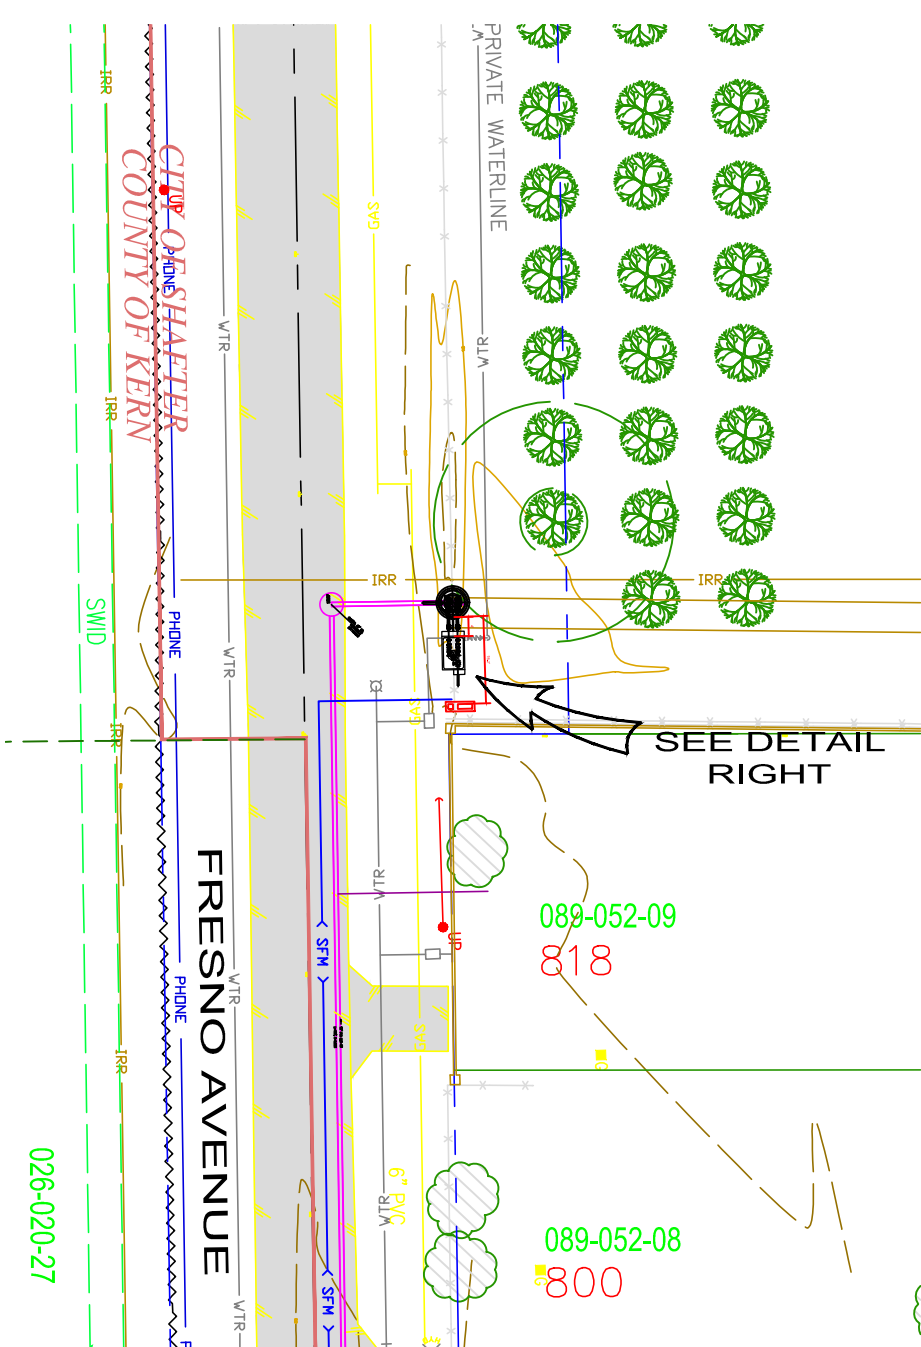 PRIVATE WATERLINE
W
IRR
GAS
CITY OF SHAFTER
COUNTY OF KERN
UP
PHONE
WTR
WTR
IRR
IRR
IRR
SWID
PHONE
WTR
GAS
IRR
SEE DETAIL
RIGHT
FRESNO AVENUE
WTR
089-052-09
818
UP
SFM
WTR
PHONE
GAS
G
IRR
026-020-27
6" PVC
WTR
089-052-08
800
G
SFM
WTR
P